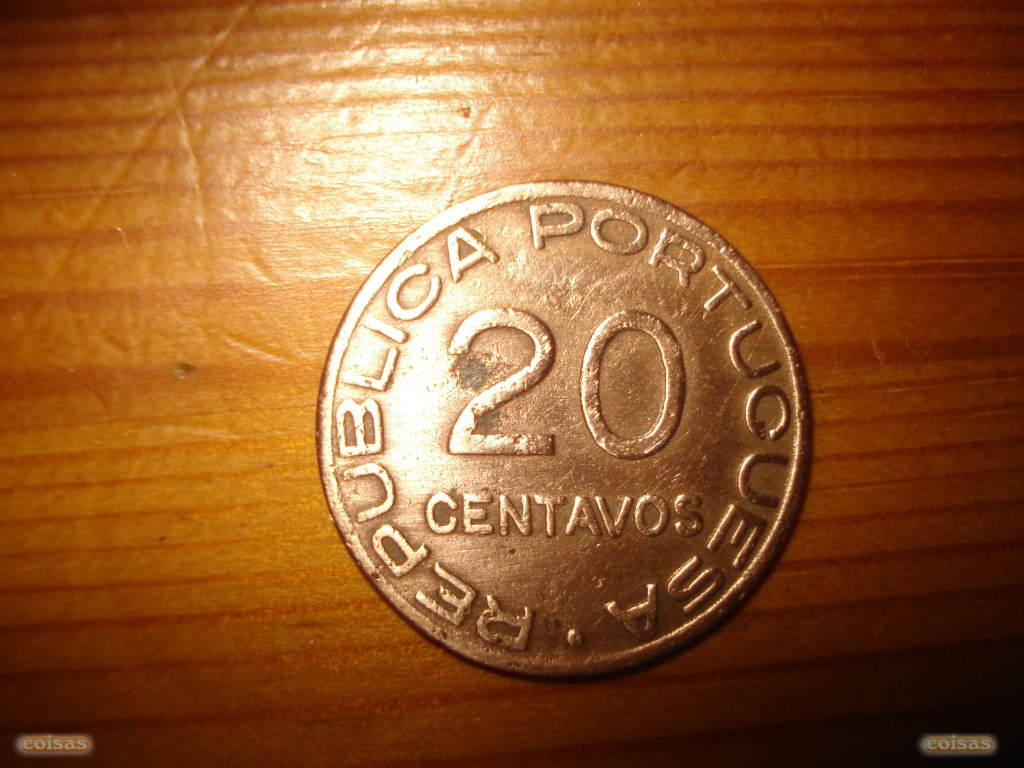 REPUBLICA PORTUGUESA
20
CENTAVOS
coisas
coisas